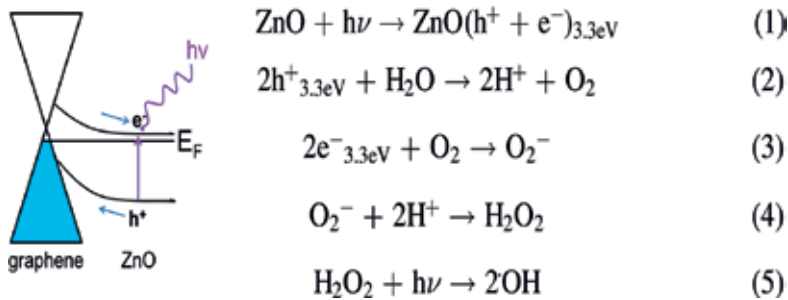 hν
e⁻
E_F
h⁺
graphene ZnO
ZnO + hν → ZnO(h⁺ + e⁻)₃.₃eV (1)
2h⁺₃.₃eV + H₂O → 2H⁺ + O₂ (2)
2e⁻₃.₃eV + O₂ → O₂⁻ (3)
O₂⁻ + 2H⁺ → H₂O₂ (4)
H₂O₂ + hν → 2·OH (5)